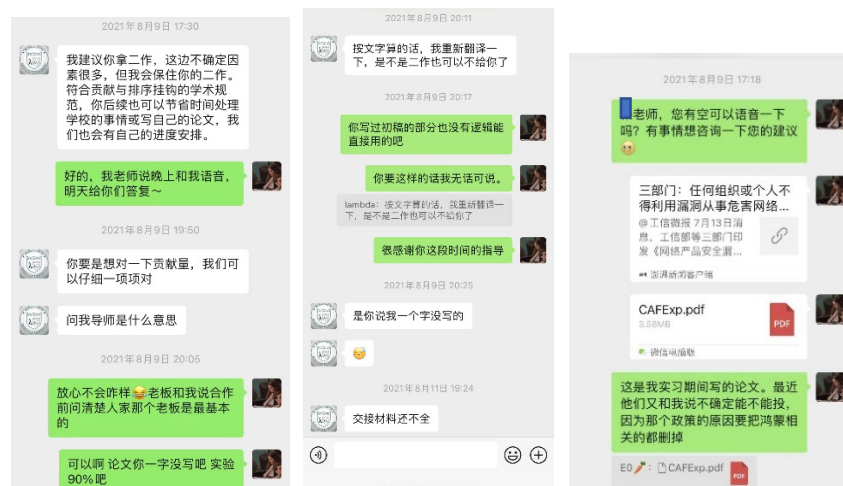 2021年8月9日 17:30
我建议你拿二作，这边不确定因
素很多，但我会保住你的二作。
符合贡献与排序挂钩的学术规
范，你后续也可以节省时间处理
学校的事情或写自己的论文，我
们也会有自己的进度安排。
好的，我老师说晚上和我语音，
明天给你们答复～
2021年8月9日 19:50
你要是想对一下贡献量，我们可
以仔细一项项对
问我导师是什么意思
2021年8月9日 20:05
放心不会咋样😂老板和我说合作
前问清楚人家那个老板是最基本
的
可以啊 论文你一字没写吧 实验
90%吧
2021年8月9日 20:11
按文字算的话，我重新翻译一
下，是不是二作也可以不给你了
2021年8月9日 20:17
你写过初稿的部分也没有逻辑能
直接用的吧
你要这样的话我无话可说。
lambda：按文字算的话，我重新翻译一
下，是不是二作也可以不给你了
很感谢你这段时间的指导
2021年8月9日 20:25
是你说我一个字没写的
2021年8月11日 19:24
交接材料还不全
2021年8月9日 17:18
老师，您有空可以语音一下
吗？有事情想咨询一下您的建议
三部门：任何组织或个人不
得利用漏洞从事危害网络...
@工信微报 7月13日消
息，工信部等三部门印
发《网络产品安全漏...
澎湃新闻客户端
CAFExp.pdf
3.58MB
PDF
微信电脑版
这是我实习期间写的论文。最近
他们又和我说不确定能不能投，
因为那个政策的原因要把鸿蒙相
关的都删掉
E0🥕：CAFExp.pdf
PDF